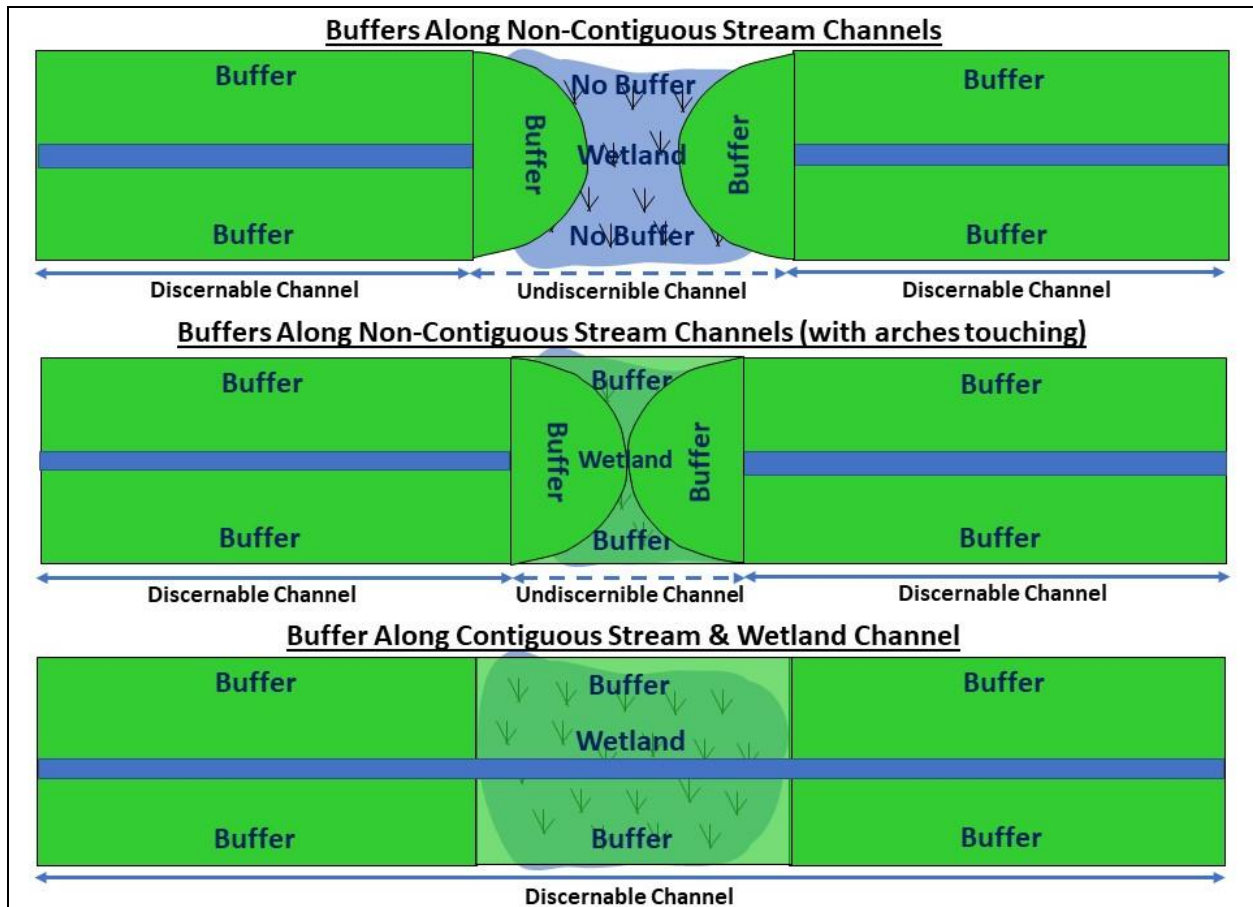 Buffers Along Non-Contiguous Stream Channels
Buffer
No Buffer
Buffer
Buffer
Wetland
Buffer
Buffer
No Buffer
Buffer
Discernable Channel
Undiscernible Channel
Discernable Channel
Buffers Along Non-Contiguous Stream Channels (with arches touching)
Buffer
Buffer
Buffer
Buffer
Wetland
Buffer
Buffer
Buffer
Buffer
Discernable Channel
Undiscernible Channel
Discernable Channel
Buffer Along Contiguous Stream & Wetland Channel
Buffer
Buffer
Buffer
Wetland
Buffer
Buffer
Buffer
Discernable Channel